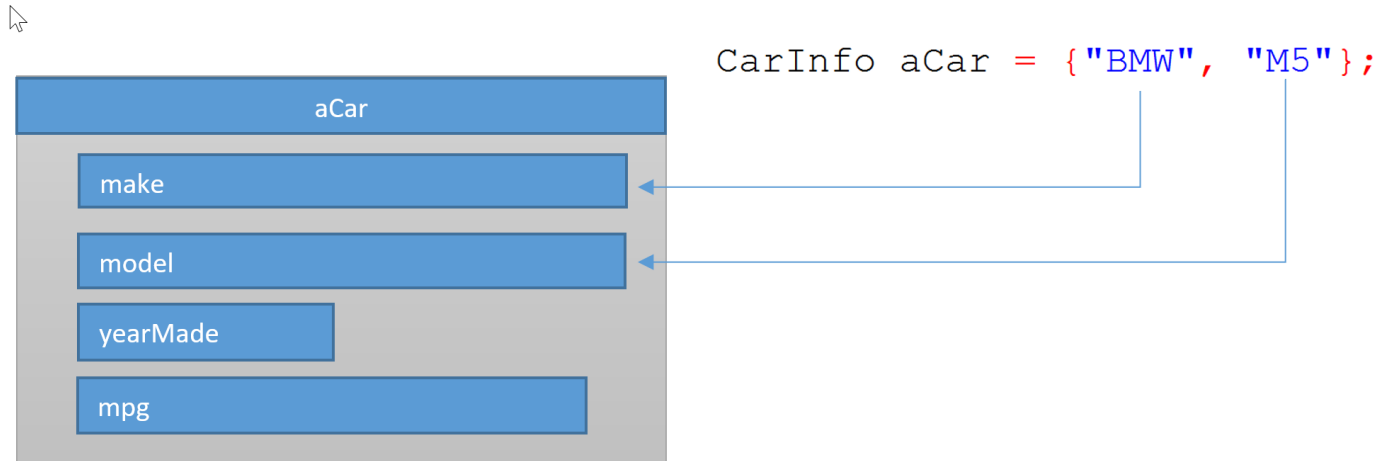 CarInfo aCar = {"BMW", "M5"};
aCar
make
model
yearMade
mpg